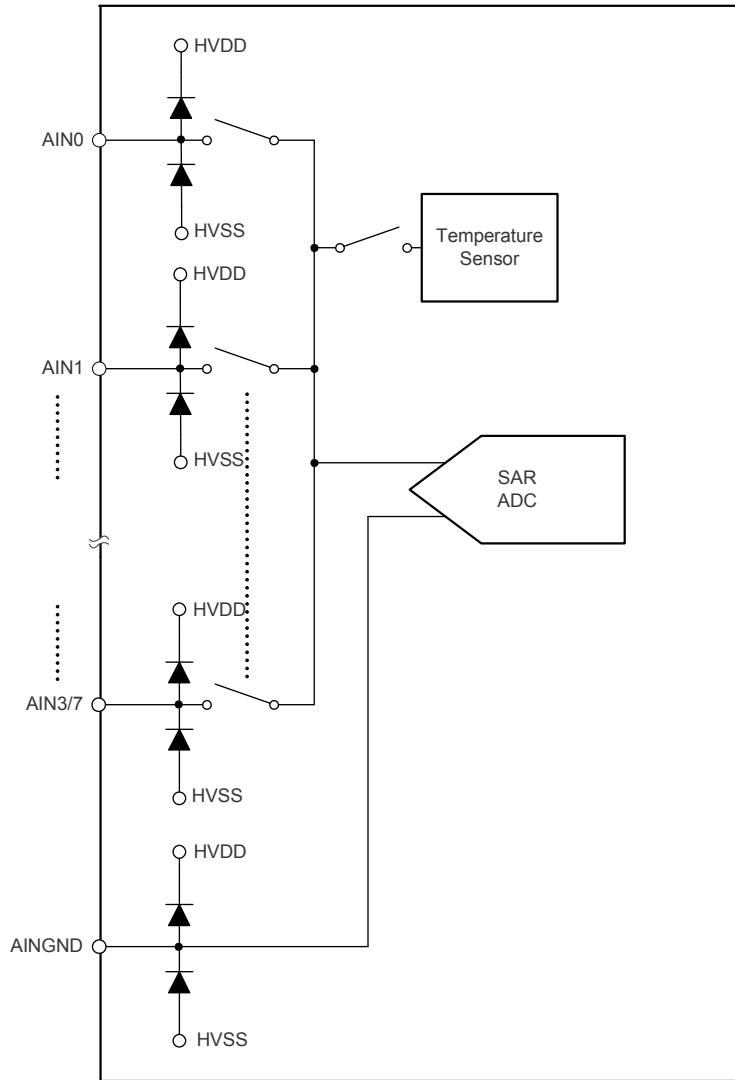 HVDD
AIN0
HVSS
Temperature
Sensor
HVDD
AIN1
HVSS
SAR
ADC
HVDD
AIN3/7
HVSS
HVDD
AINGND
HVSS